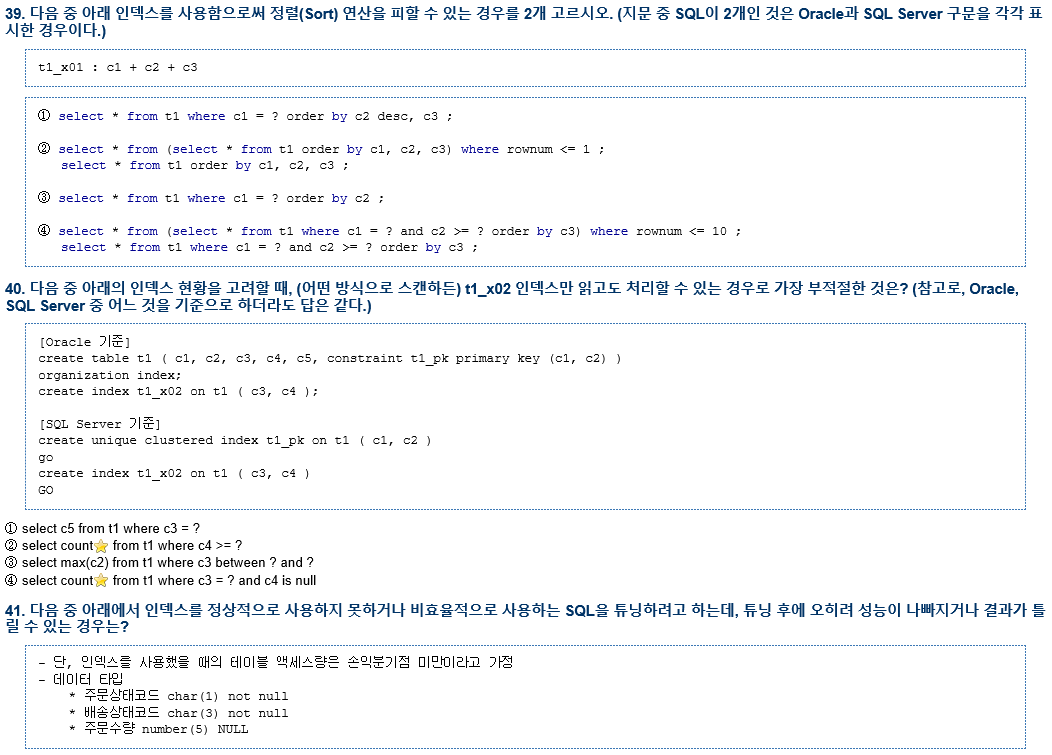 39. 다음 중 아래 인덱스를 사용함으로써 정렬(Sort) 연산을 피할 수 있는 경우를 2개 고르시오. (지문 중 SQL이 2개인 것은 Oracle과 SQL Server 구문을 각각 표
시한 경우이다.)
t1_x01 : c1 + c2 + c3
① select * from t1 where c1 = ? order by c2 desc, c3 ;
② select * from (select * from t1 order by c1, c2, c3) where rownum <= 1 ;
select * from t1 order by c1, c2, c3 ;
③ select * from t1 where c1 = ? order by c2 ;
④ select * from (select * from t1 where c1 = ? and c2 >= ? order by c3) where rownum <= 10 ;
select * from t1 where c1 = ? and c2 >= ? order by c3 ;
40. 다음 중 아래의 인덱스 현황을 고려할 때, (어떤 방식으로 스캔하든) t1_x02 인덱스만 읽고도 처리할 수 있는 경우로 가장 부적절한 것은? (참고로, Oracle,
SQL Server 중 어느 것을 기준으로 하더라도 답은 같다.)
[Oracle 기준]
create table t1 ( c1, c2, c3, c4, c5, constraint t1_pk primary key (c1, c2) )
organization index;
create index t1_x02 on t1 ( c3, c4 );
[SQL Server 기준]
create unique clustered index t1_pk on t1 ( c1, c2 )
go
create index t1_x02 on t1 ( c3, c4 )
GO
① select c5 from t1 where c3 = ?
② select count⭐ from t1 where c4 >= ?
③ select max(c2) from t1 where c3 between ? and ?
④ select count⭐ from t1 where c3 = ? and c4 is null
41. 다음 중 아래에서 인덱스를 정상적으로 사용하지 못하거나 비효율적으로 사용하는 SQL을 튜닝하려고 하는데, 튜닝 후에 오히려 성능이 나빠지거나 결과가 틀
릴 수 있는 경우는?
- 단, 인덱스를 사용했을 때의 테이블 액세스량은 손익분기점 미만이라고 가정
- 데이터 타입
* 주문상태코드 char(1) not null
* 배송상태코드 char(3) not null
* 주문수량 number(5) NULL